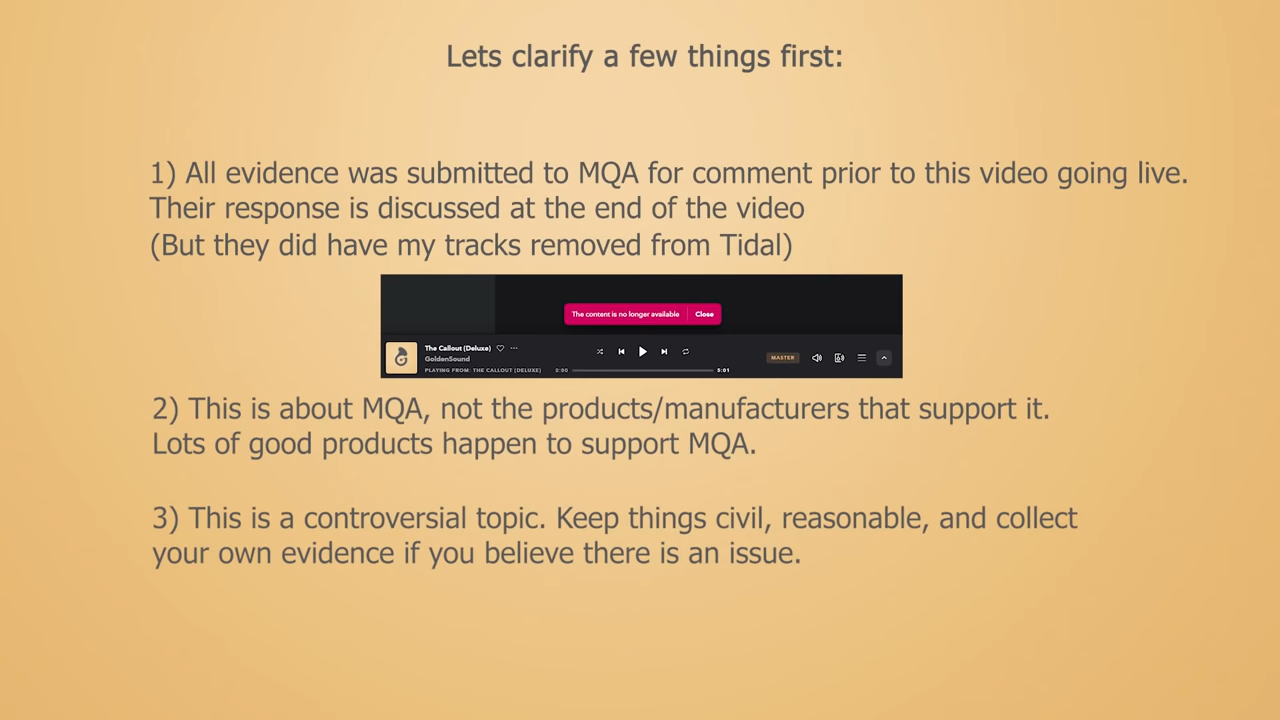 Lets clarify a few things first:
1) All evidence was submitted to MQA for comment prior to this video going live.
Their response is discussed at the end of the video
(But they did have my tracks removed from Tidal)
The content is no longer available Close
The Callout (Deluxe)
GoldenSound
PLAYING FROM: THE CALLOUT (DELUXE)
0:00 5:01
MASTER
2) This is about MQA, not the products/manufacturers that support it.
Lots of good products happen to support MQA.
3) This is a controversial topic. Keep things civil, reasonable, and collect
your own evidence if you believe there is an issue.